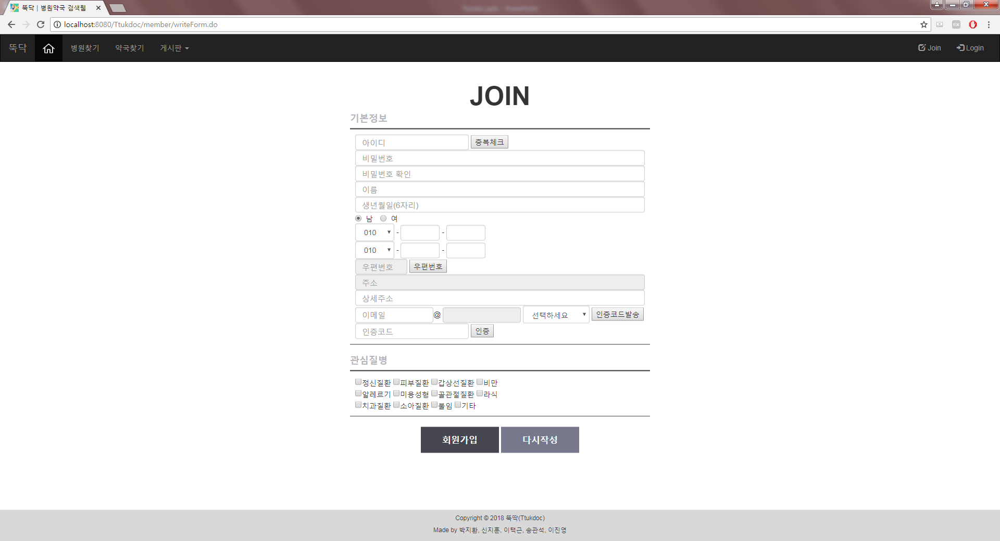 뚝닥 | 병원약국 검색웹
localhost:8080/Ttukdoc/member/writeForm.do
뚝닥 병원찾기 약국찾기 게시판 Join Login
JOIN
기본정보
아이디 중복체크
비밀번호
비밀번호 확인
이름
생년월일(6자리)
남 여
010 - -
010 - -
우편번호 우편번호
주소
상세주소
이메일 @ 선택하세요 인증코드발송
인증코드 인증
관심질병
정신질환 피부질환 갑상선질환 비만
알레르기 미용성형 골관절질환 라식
치과질환 소아질환 불임 기타
회원가입 다시작성
Copyright © 2018 뚝딱(Ttukdoc)
Made by 박지환, 신지훈, 이택근, 송관석, 이진영